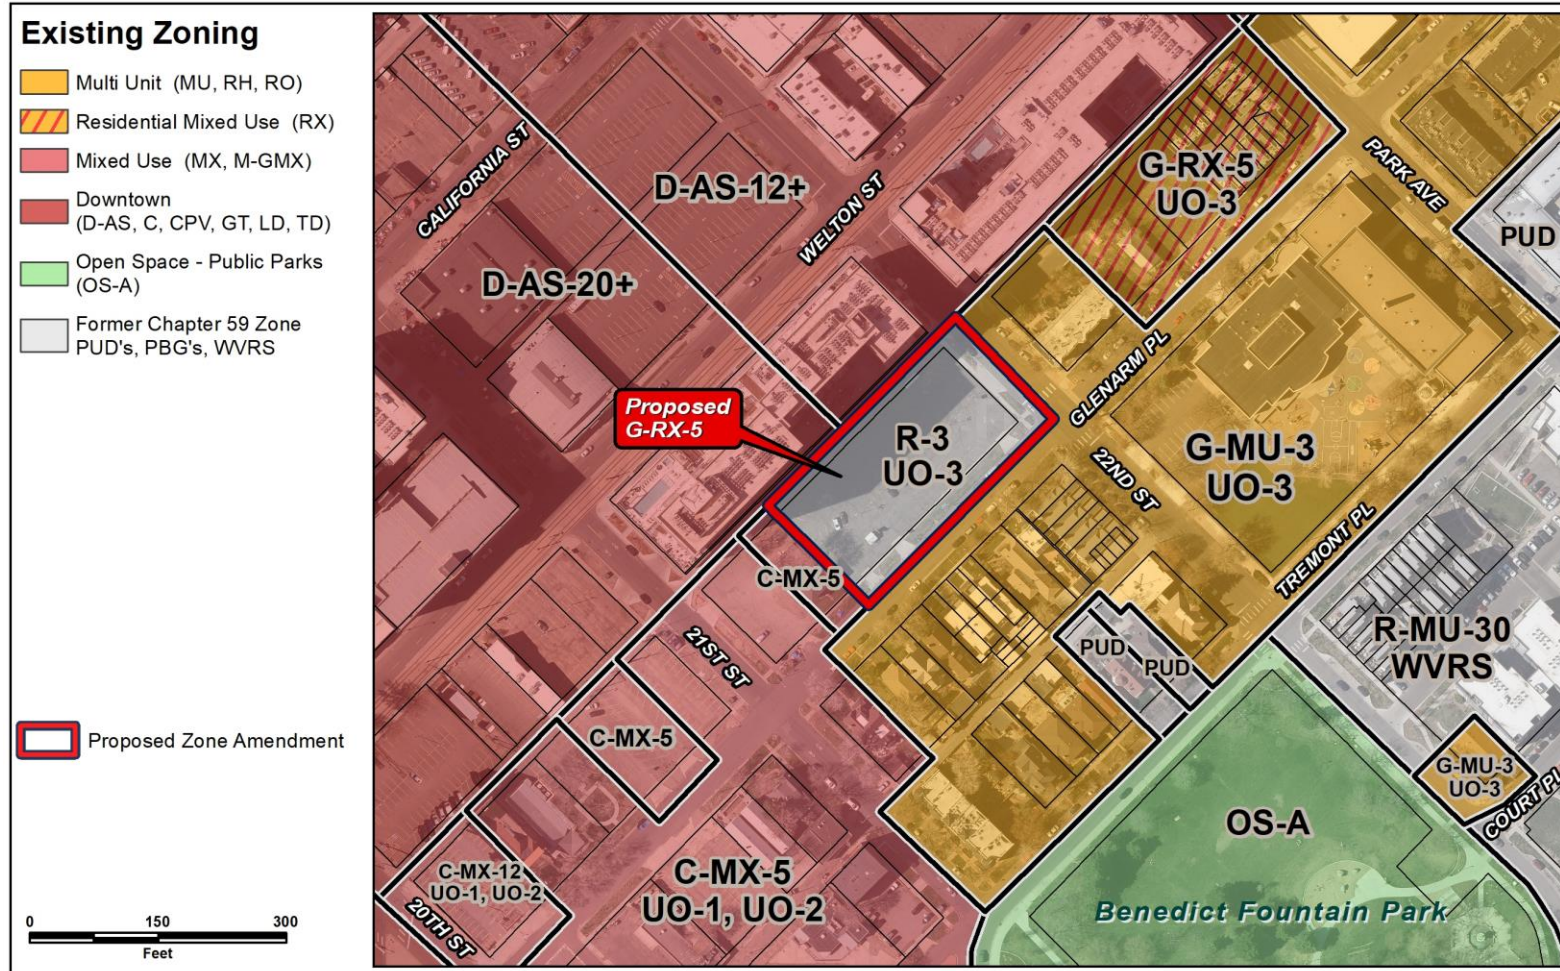 Existing Zoning
Multi Unit (MU, RH, RO)
Residential Mixed Use (RX)
Mixed Use (MX, M-GMX)
Downtown
(D-AS, C, CPV, GT, LD, TD)
Open Space - Public Parks
(OS-A)
Former Chapter 59 Zone
PUD's, PBG's, WVRS
Proposed Zone Amendment
0 150 300
Feet
CALIFORNIA ST
D-AS-12+
WELTON ST
D-AS-20+
G-RX-5
UO-3
PARK AVE
PUD
Proposed
G-RX-5
R-3
UO-3
GLENARM PL
22ND ST
G-MU-3
UO-3
TREMONT PL
C-MX-5
21ST ST
PUD
PUD
R-MU-30
WVRS
C-MX-5
G-MU-3
UO-3
COURT PL
C-MX-12
UO-1, UO-2
20TH ST
C-MX-5
UO-1, UO-2
OS-A
Benedict Fountain Park